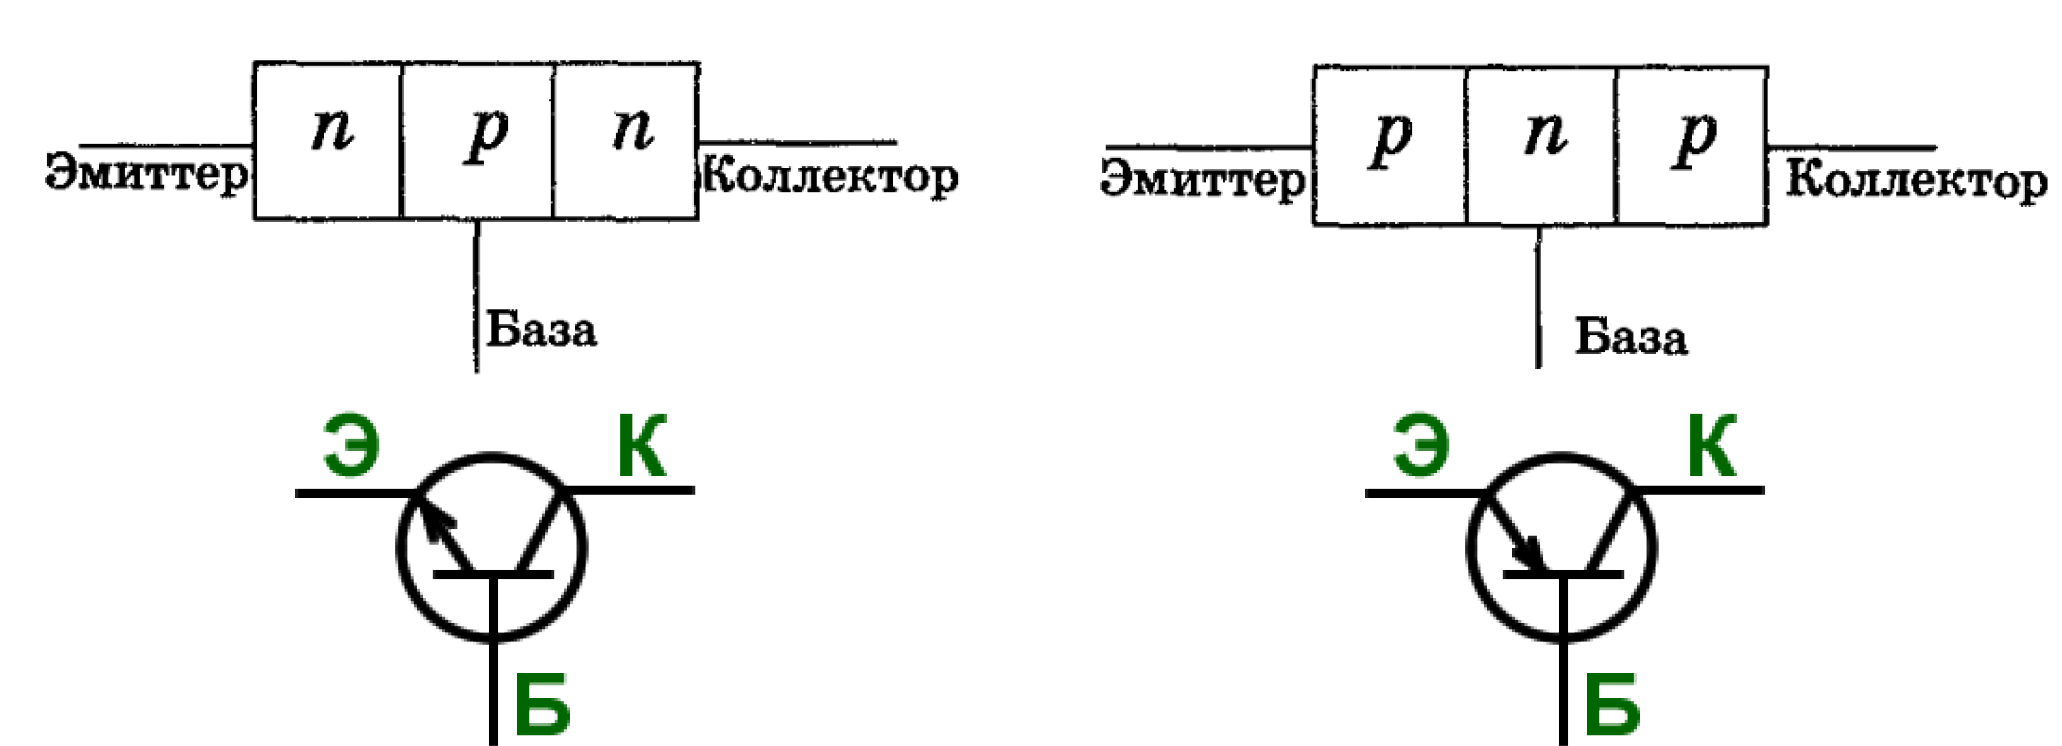 n p n
Эмиттер
Коллектор
База
Э К
Б
p n p
Эмиттер
Коллектор
База
Э К
Б